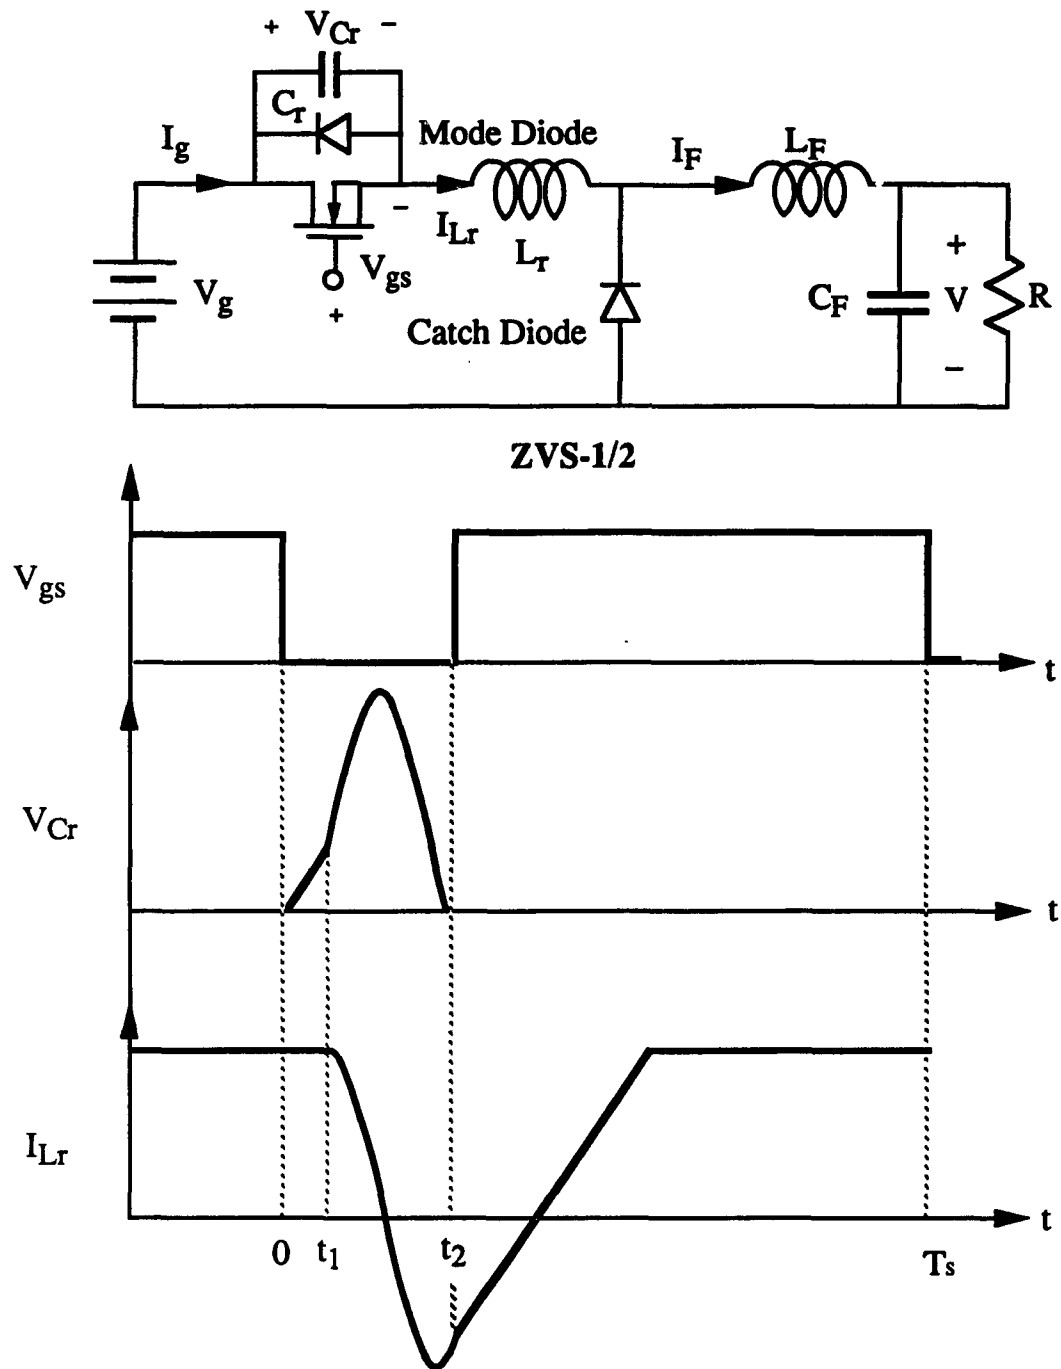 + V_Cr −
C_r
Mode Diode
L_F
I_g
I_F
−
I_Lr
L_r
V_gs
+
V_g
Catch Diode
C_F
+
V
−
R
ZVS-1/2
V_gs
t
V_Cr
t
I_Lr
t
0 t_1 t_2 T_s